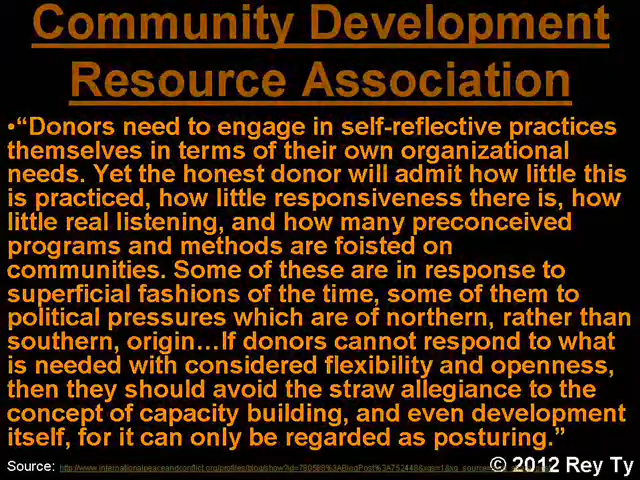 Community Development
Resource Association
•“Donors need to engage in self-reflective practices
themselves in terms of their own organizational
needs. Yet the honest donor will admit how little this
is practiced, how little responsiveness there is, how
little real listening, and how many preconceived
programs and methods are foisted on
communities. Some of these are in response to
superficial fashions of the time, some of them to
political pressures which are of northern, rather than
southern, origin…If donors cannot respond to what
is needed with considered flexibility and openness,
then they should avoid the straw allegiance to the
concept of capacity building, and even development
itself, for it can only be regarded as posturing.”
Source:
© 2012 Rey Ty